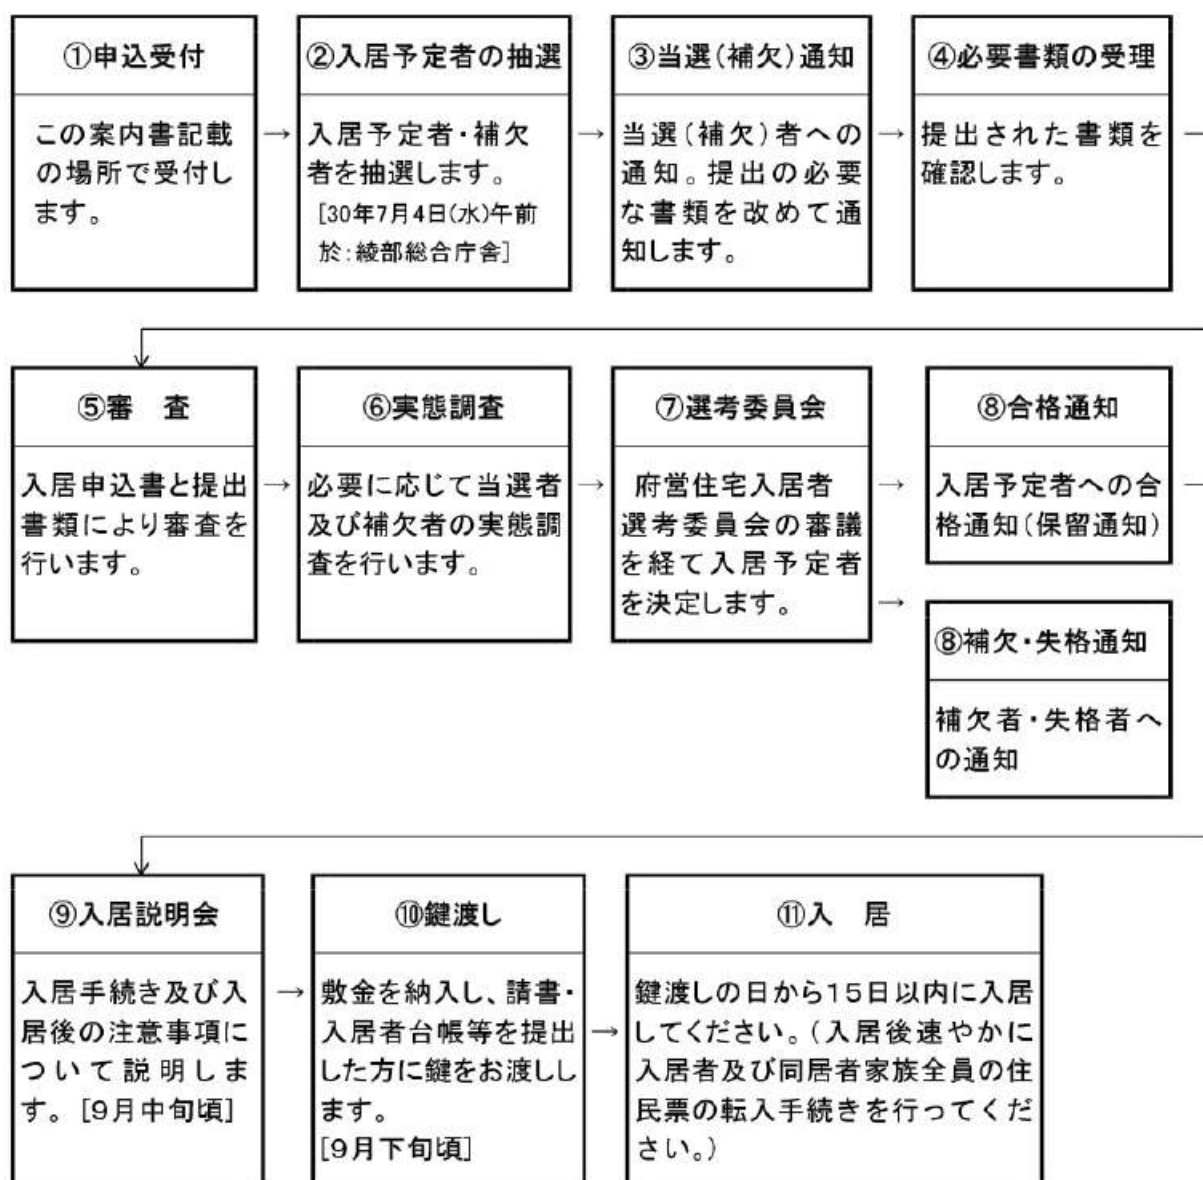 ①申込受付
この案内書記載
の場所で受付し
ます。
→
②入居予定者の抽選
入居予定者・補欠
者を抽選します。
[30年7月4日(水)午前
於:綾部総合庁舎]
→
③当選(補欠)通知
当選(補欠)者への
通知。提出の必要
な書類を改めて通
知します。
→
④必要書類の受理
提出された書類を
確認します。
⑤審　査
入居申込書と提出
書類により審査を
行います。
→
⑥実態調査
必要に応じて当選者
及び補欠者の実態調
査を行います。
→
⑦選考委員会
府営住宅入居者
選考委員会の審議
を経て入居予定者
を決定します。
→
⑧合格通知
入居予定者への合
格通知(保留通知)
→
⑧補欠・失格通知
補欠者・失格者へ
の通知
⑨入居説明会
入居手続き及び入
居後の注意事項に
ついて説明しま
す。[9月中旬頃]
→
⑩鍵渡し
敷金を納入し、請書・
入居者台帳等を提出
した方に鍵をお渡しし
ます。
[9月下旬頃]
→
⑪入　居
鍵渡しの日から15日以内に入居
してください。(入居後速やかに
入居者及び同居者家族全員の住
民票の転入手続きを行ってくだ
さい。)